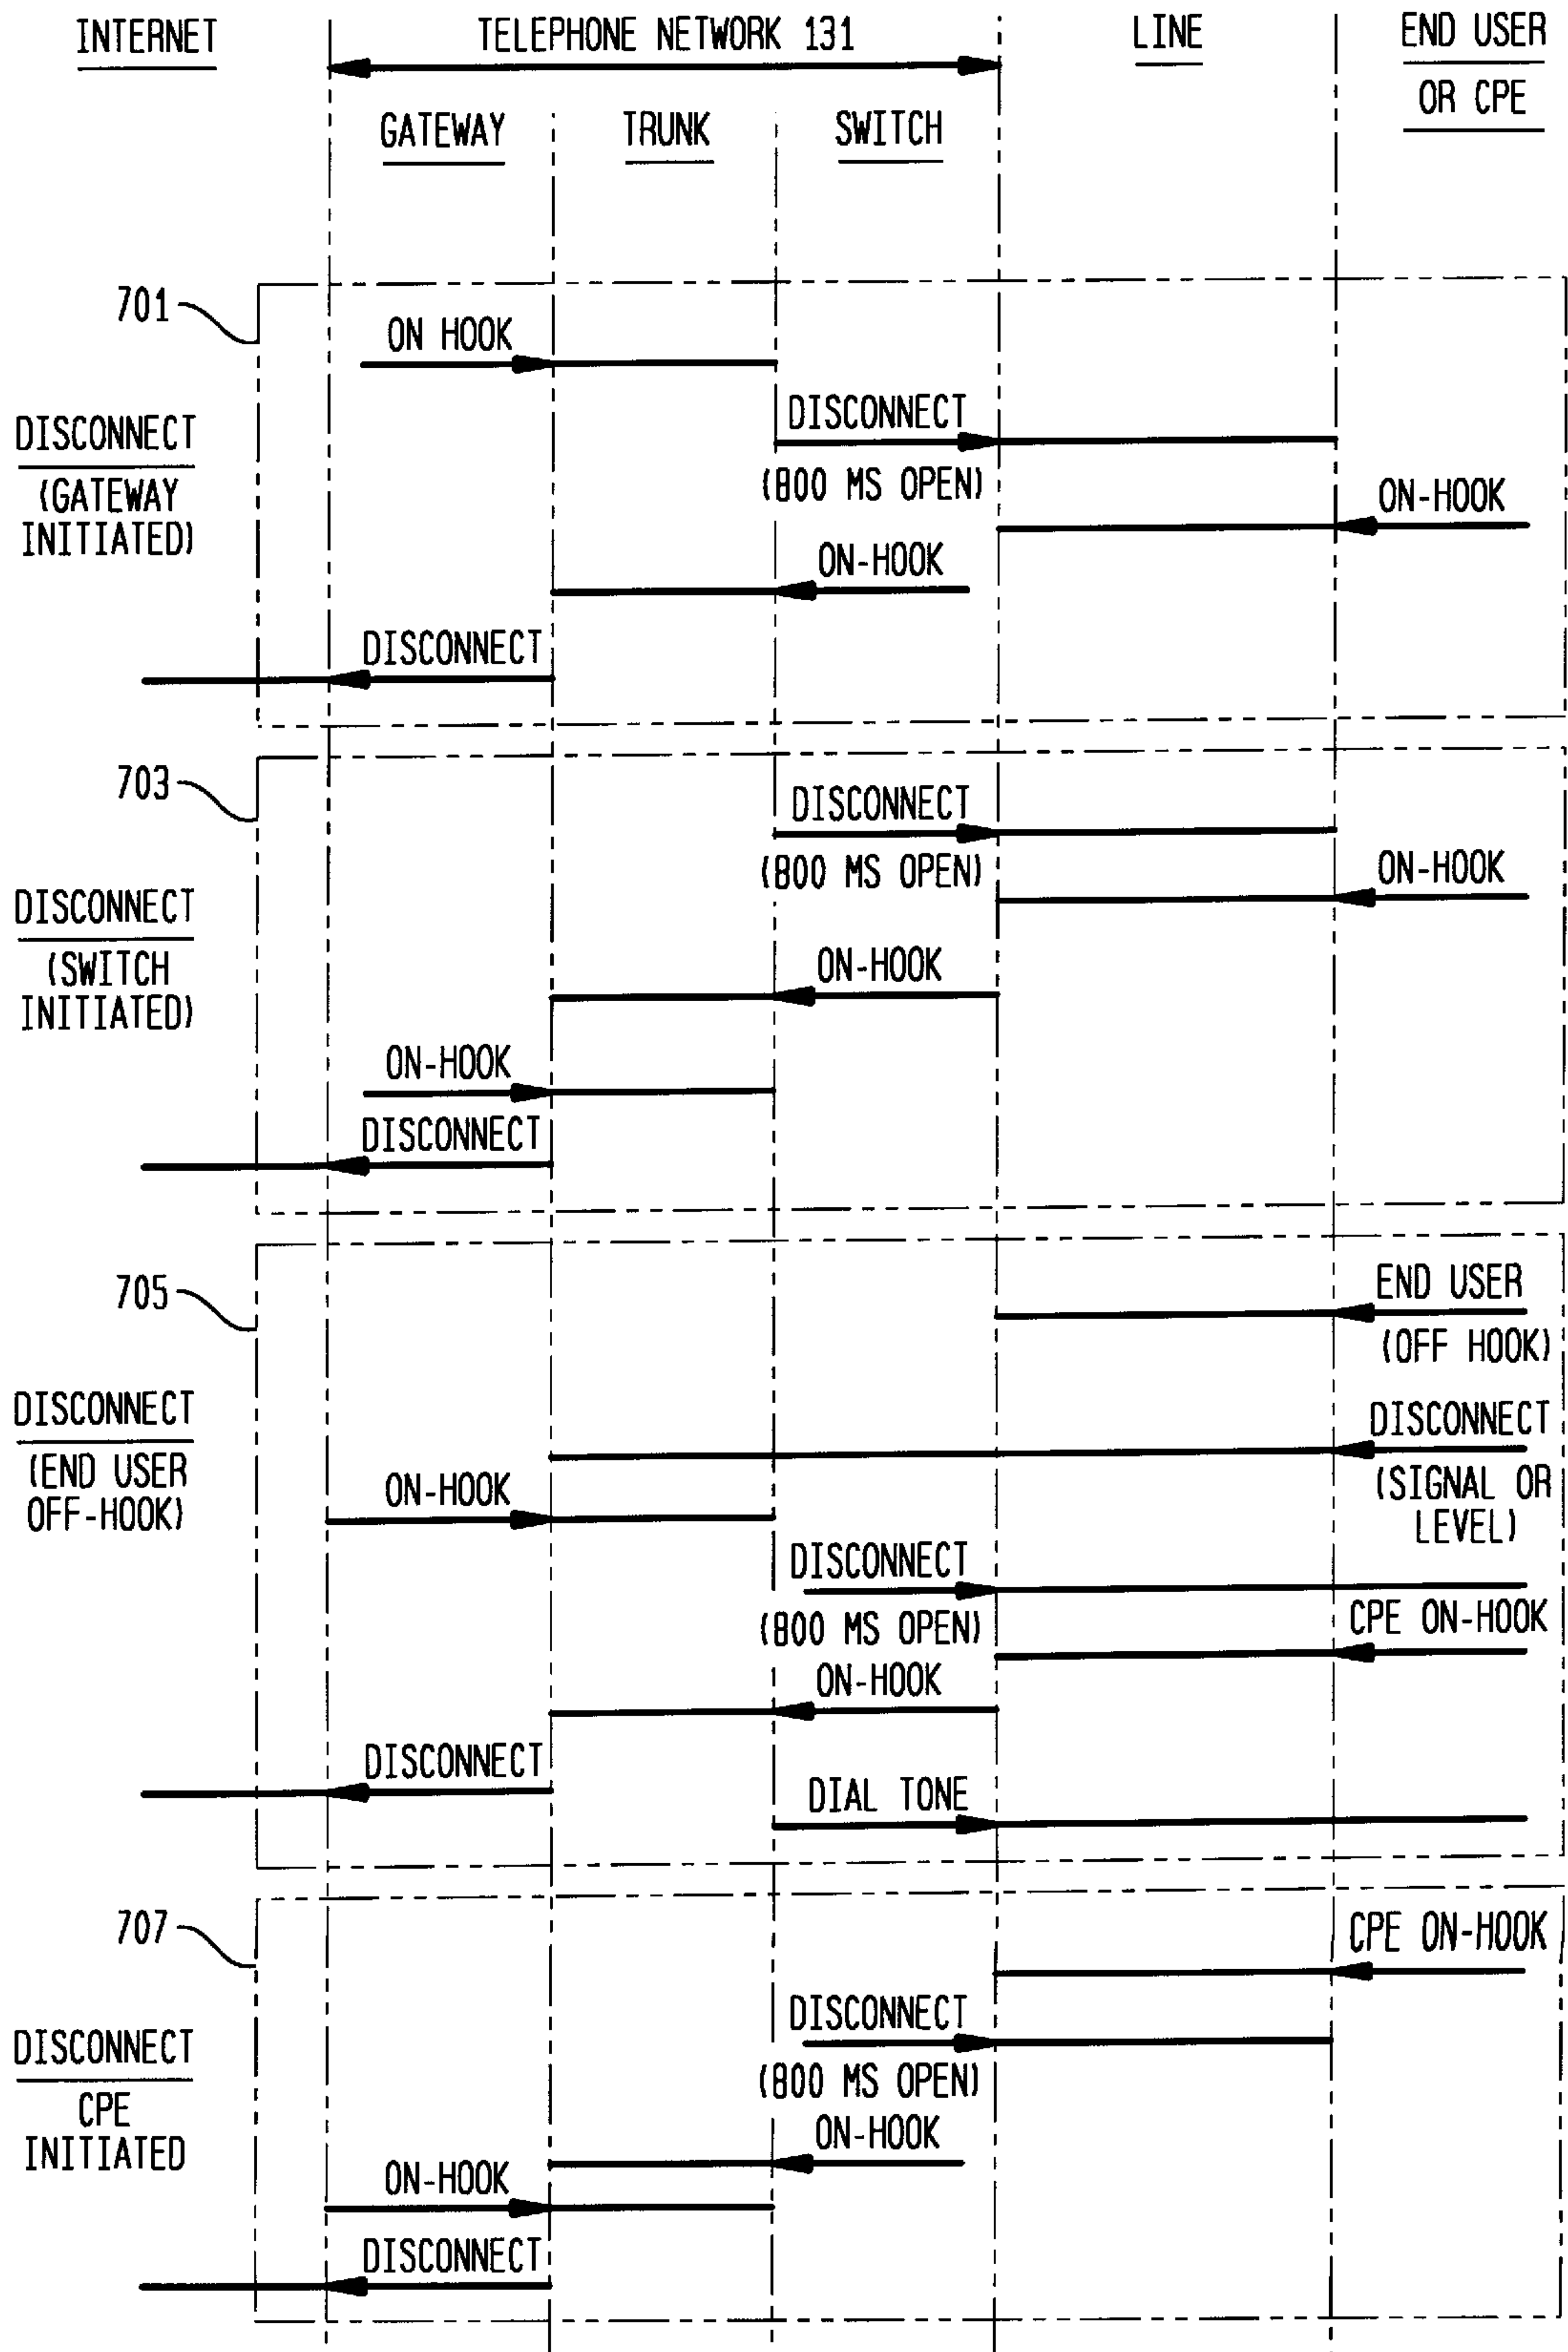 INTERNET
TELEPHONE NETWORK 131
LINE
END USER
OR CPE
GATEWAY
TRUNK
SWITCH
701
ON HOOK
DISCONNECT
(GATEWAY
INITIATED)
DISCONNECT
(800 MS OPEN)
ON-HOOK
ON-HOOK
DISCONNECT
703
DISCONNECT
(800 MS OPEN)
ON-HOOK
DISCONNECT
(SWITCH
INITIATED)
ON-HOOK
ON-HOOK
DISCONNECT
705
END USER
(OFF HOOK)
DISCONNECT
(END USER
OFF-HOOK)
DISCONNECT
(SIGNAL OR
LEVEL)
ON-HOOK
DISCONNECT
(800 MS OPEN)
CPE ON-HOOK
ON-HOOK
DISCONNECT
DIAL TONE
707
CPE ON-HOOK
DISCONNECT
CPE
INITIATED
DISCONNECT
(800 MS OPEN)
ON-HOOK
ON-HOOK
DISCONNECT